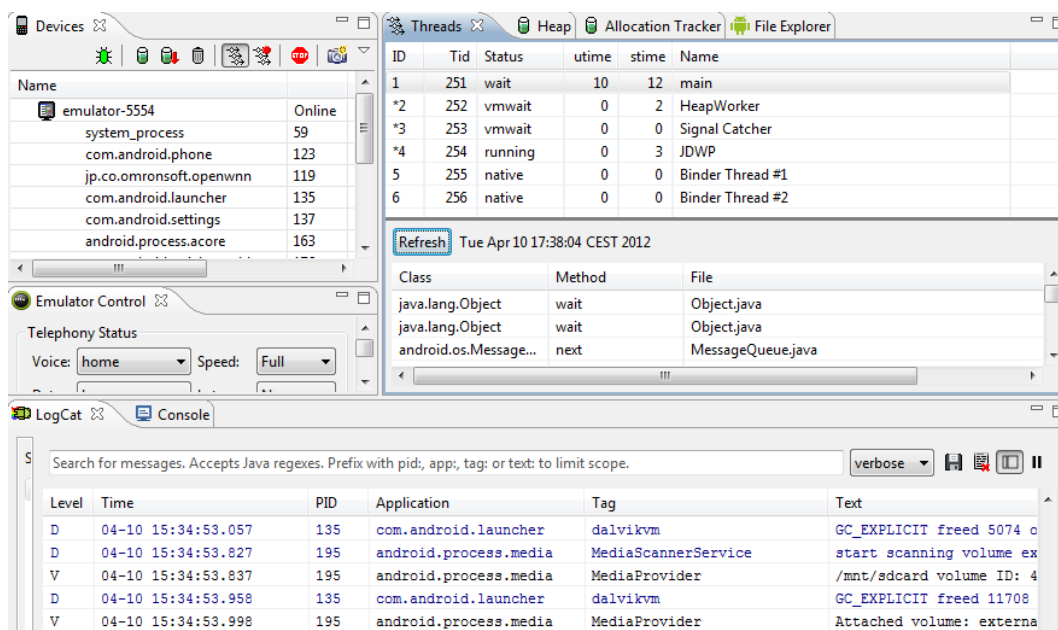 Devices
Name
emulator-5554 Online
system_process 59
com.android.phone 123
jp.co.omronsoft.openwnn 119
com.android.launcher 135
com.android.settings 137
android.process.acore 163
Emulator Control
Telephony Status
Voice: home Speed: Full
Threads Heap Allocation Tracker File Explorer
ID Tid Status utime stime Name
1 251 wait 10 12 main
*2 252 vmwait 0 2 HeapWorker
*3 253 vmwait 0 0 Signal Catcher
*4 254 running 0 3 JDWP
5 255 native 0 0 Binder Thread #1
6 256 native 0 0 Binder Thread #2
Refresh Tue Apr 10 17:38:04 CEST 2012
Class Method File
java.lang.Object wait Object.java
java.lang.Object wait Object.java
android.os.Message... next MessageQueue.java
LogCat Console
S
Search for messages. Accepts Java regexes. Prefix with pid:, app:, tag: or text: to limit scope. verbose
Level Time PID Application Tag Text
D 04-10 15:34:53.057 135 com.android.launcher dalvikvm GC_EXPLICIT freed 5074 o
D 04-10 15:34:53.827 195 android.process.media MediaScannerService start scanning volume ex
V 04-10 15:34:53.837 195 android.process.media MediaProvider /mnt/sdcard volume ID: 4
D 04-10 15:34:53.958 135 com.android.launcher dalvikvm GC_EXPLICIT freed 11708
V 04-10 15:34:53.998 195 android.process.media MediaProvider Attached volume: externa